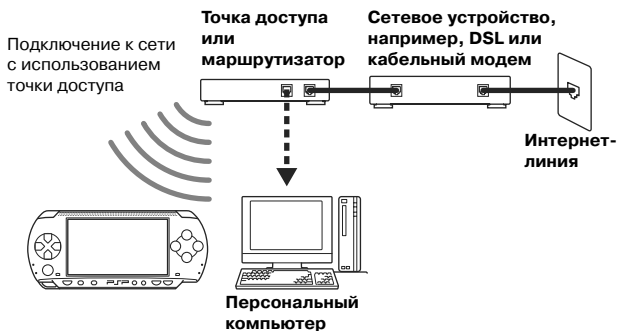 Подключение к сети
с использованием
точки доступа
Точка доступа
или
маршрутизатор
Сетевое устройство,
например, DSL или
кабельный модем
Интернет-
линия
PSP
Персональный
компьютер